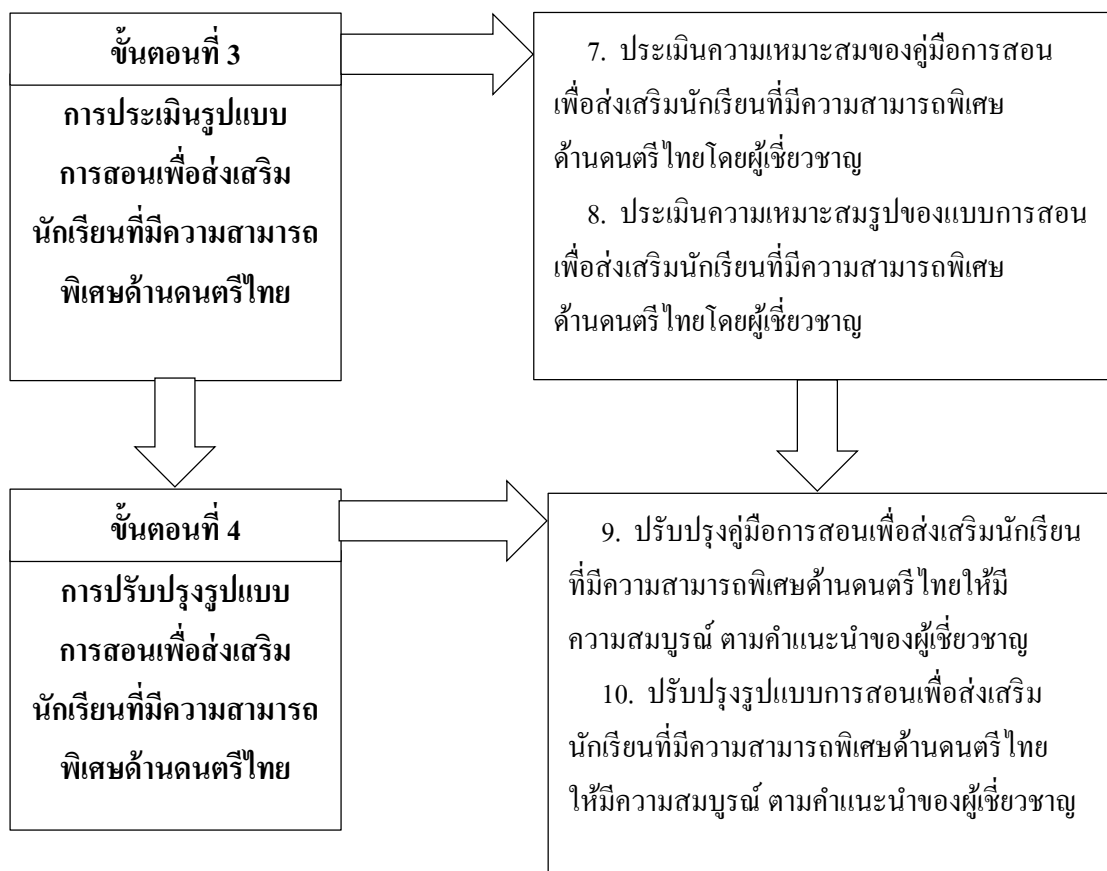 ขั้นตอนที่ 3
การประเมินรูปแบบ
การสอนเพื่อส่งเสริม
นักเรียนที่มีความสามารถ
พิเศษด้านดนตรีไทย
7. ประเมินความเหมาะสมของคู่มือการสอน
เพื่อส่งเสริมนักเรียนที่มีความสามารถพิเศษ
ด้านดนตรีไทยโดยผู้เชี่ยวชาญ
8. ประเมินความเหมาะสมรูปของแบบการสอน
เพื่อส่งเสริมนักเรียนที่มีความสามารถพิเศษ
ด้านดนตรีไทยโดยผู้เชี่ยวชาญ
ขั้นตอนที่ 4
การปรับปรุงรูปแบบ
การสอนเพื่อส่งเสริม
นักเรียนที่มีความสามารถ
พิเศษด้านดนตรีไทย
9. ปรับปรุงคู่มือการสอนเพื่อส่งเสริมนักเรียน
ที่มีความสามารถพิเศษด้านดนตรีไทยให้มี
ความสมบูรณ์ ตามคำแนะนำของผู้เชี่ยวชาญ
10. ปรับปรุงรูปแบบการสอนเพื่อส่งเสริม
นักเรียนที่มีความสามารถพิเศษด้านดนตรีไทย
ให้มีความสมบูรณ์ ตามคำแนะนำของผู้เชี่ยวชาญ